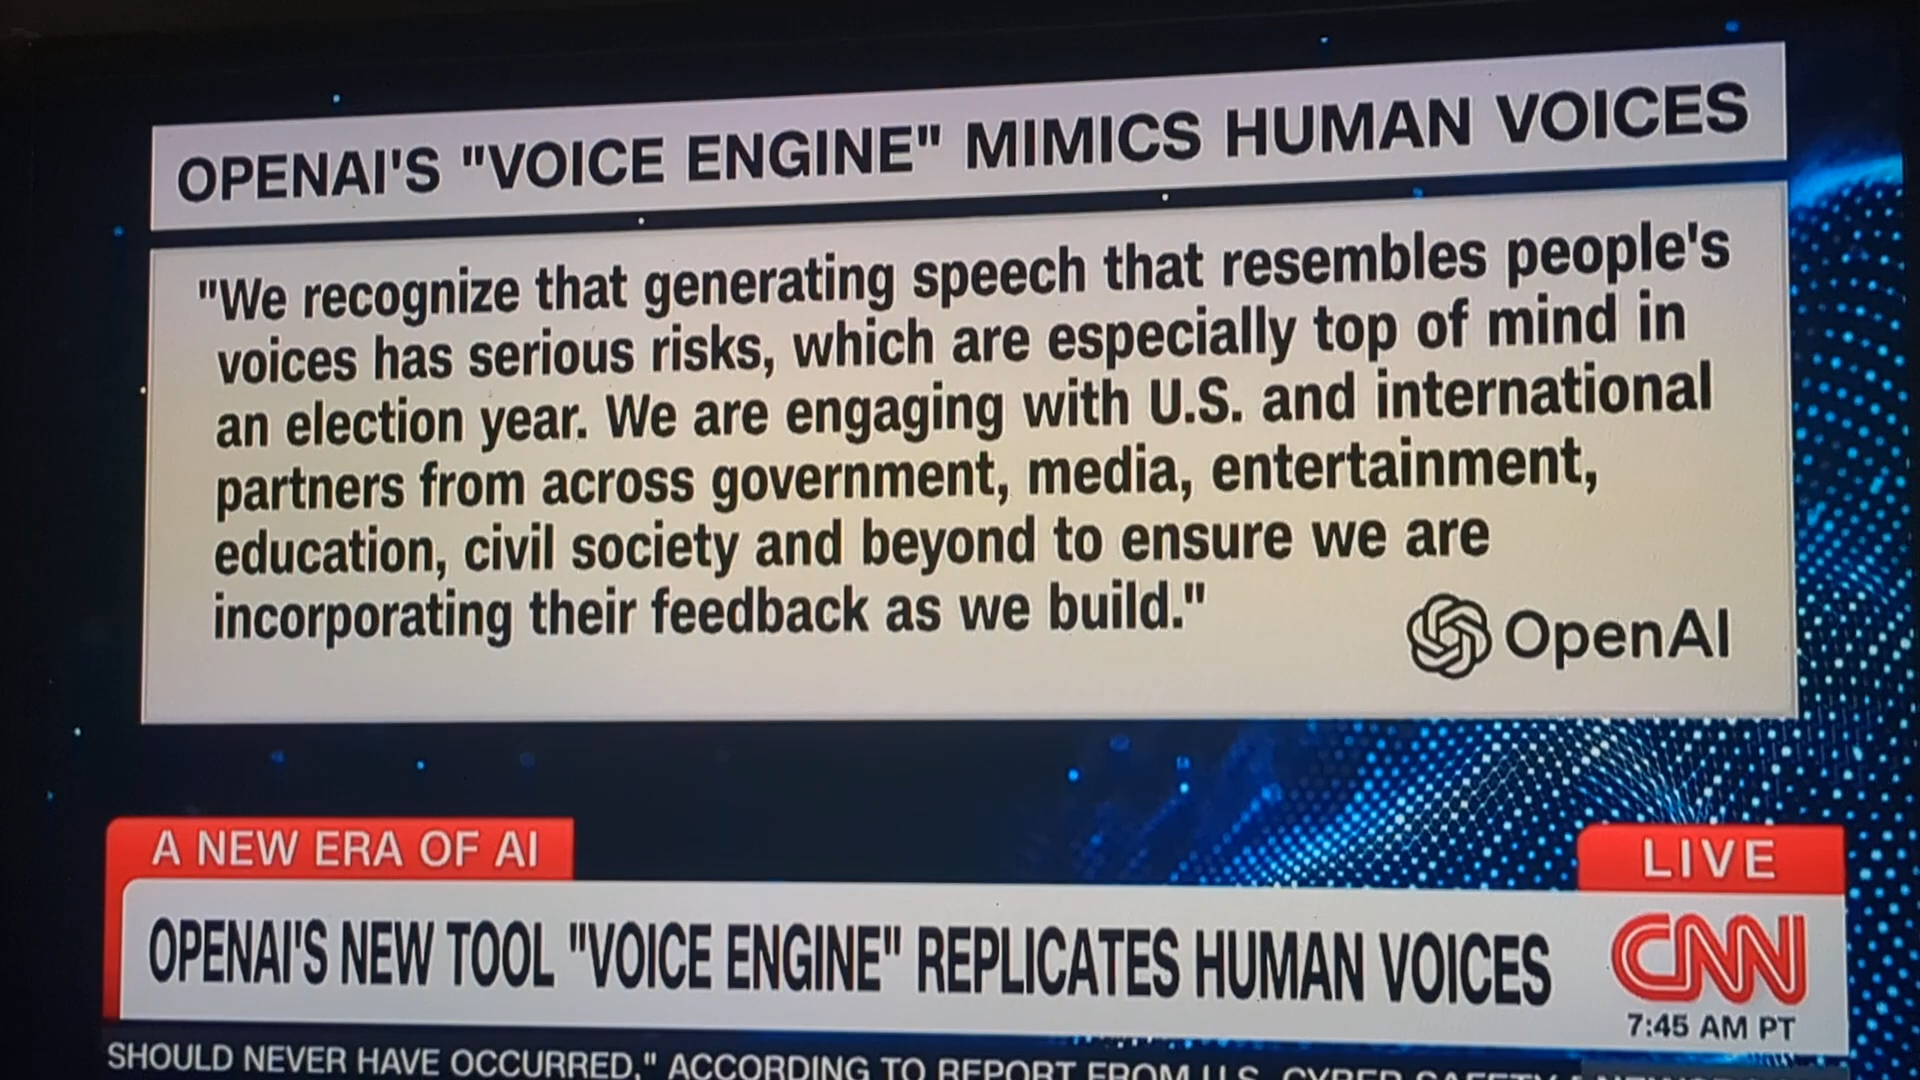 OPENAI'S "VOICE ENGINE" MIMICS HUMAN VOICES
"We recognize that generating speech that resembles people's
voices has serious risks, which are especially top of mind in
an election year. We are engaging with U.S. and international
partners from across government, media, entertainment,
education, civil society and beyond to ensure we are
incorporating their feedback as we build."
OpenAI
A NEW ERA OF AI
LIVE
OPENAI'S NEW TOOL "VOICE ENGINE" REPLICATES HUMAN VOICES
CNN
7:45 AM PT
SHOULD NEVER HAVE OCCURRED," ACCORDING TO REPORT FROM U.S. CYBER SAFETY